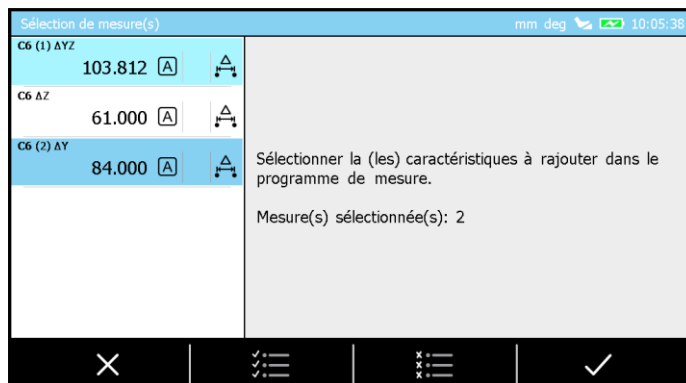 Sélection de mesure(s)
mm deg 10:05:38
C6 (1) ΔYZ
103.812 A
C6 ΔZ
61.000 A
C6 (2) ΔY
84.000 A
Sélectionner la (les) caractéristiques à rajouter dans le
programme de mesure.
Mesure(s) sélectionnée(s): 2